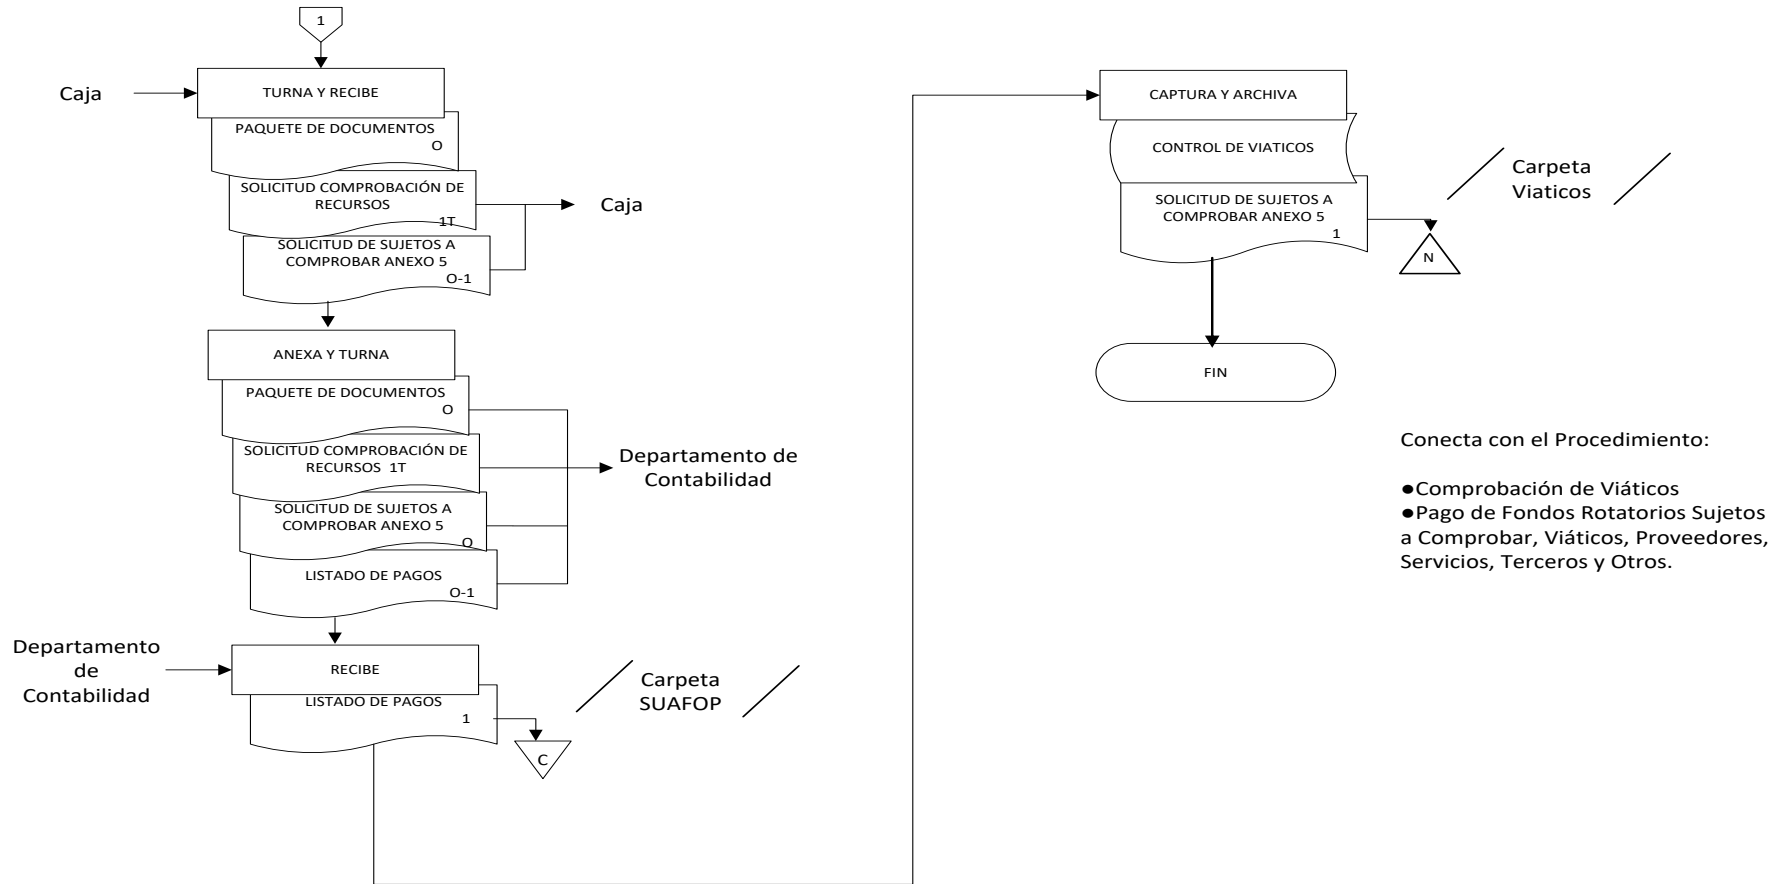 1
Caja
TURNA Y RECIBE
PAQUETE DE DOCUMENTOS
O
SOLICITUD COMPROBACIÓN DE
RECURSOS
1T
Caja
SOLICITUD DE SUJETOS A
COMPROBAR ANEXO 5
O-1
ANEXA Y TURNA
PAQUETE DE DOCUMENTOS
O
SOLICITUD COMPROBACIÓN DE
RECURSOS 1T
Departamento de
Contabilidad
SOLICITUD DE SUJETOS A
COMPROBAR ANEXO 5
O
LISTADO DE PAGOS
O-1
Departamento
de
Contabilidad
RECIBE
LISTADO DE PAGOS
1
Carpeta
SUAFOP
C
CAPTURA Y ARCHIVA
CONTROL DE VIATICOS
SOLICITUD DE SUJETOS A
COMPROBAR ANEXO 5
1
Carpeta
Viaticos
N
FIN
Conecta con el Procedimiento:
●Comprobación de Viáticos
●Pago de Fondos Rotatorios Sujetos
a Comprobar, Viáticos, Proveedores,
Servicios, Terceros y Otros.